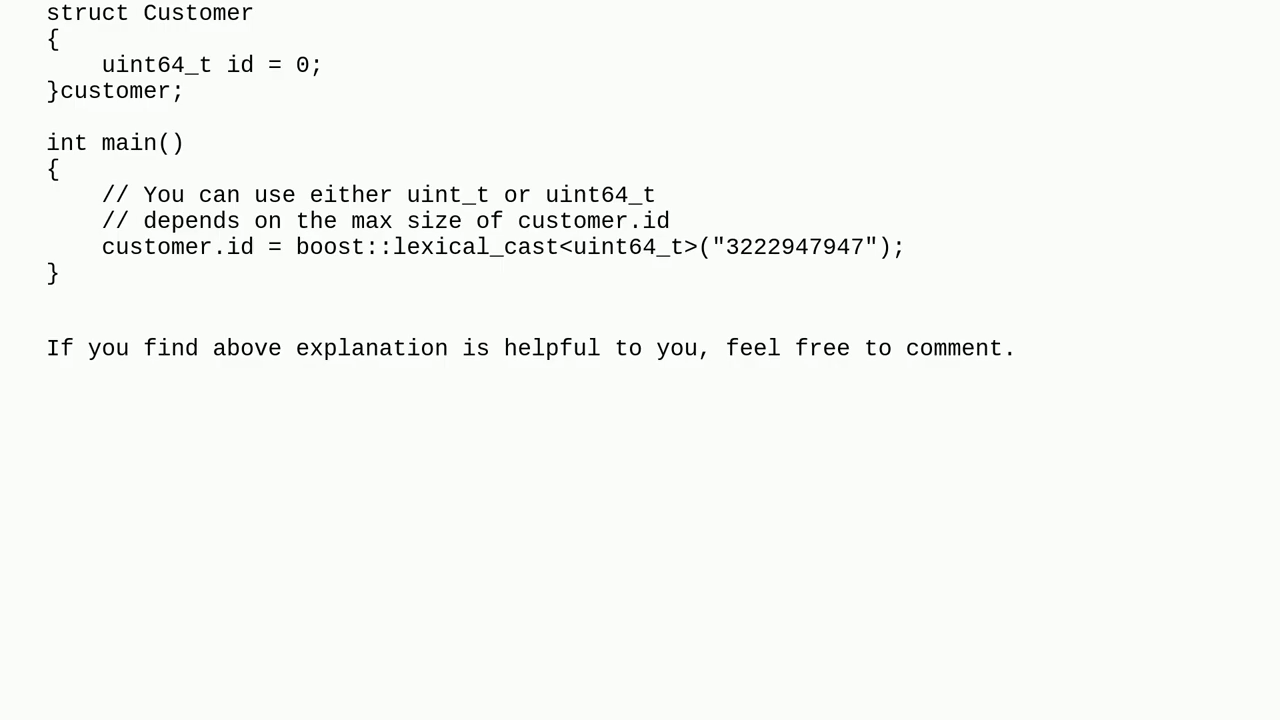 struct Customer
{
    uint64_t id = 0;
}customer;

int main()
{
    // You can use either uint_t or uint64_t
    // depends on the max size of customer.id
    customer.id = boost::lexical_cast<uint64_t>("3222947947");
}

If you find above explanation is helpful to you, feel free to comment.